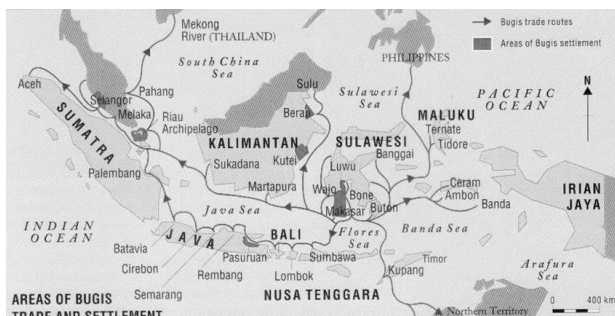 Mekong
River (THAILAND)
Bugis trade routes
Areas of Bugis settlement
South China
Sea
PHILIPPINES
Aceh
Pahang
Sulu
Sulawesi
Sea
PACIFIC
OCEAN
N
Selangor
Melaka
Riau
Archipelago
SUMATRA
Berau
MALUKU
Ternate
Tidore
KALIMANTAN
SULAWESI
Banggai
Kutei
Sukadana
Luwu
Palembang
Martapura
Wajo
Bone
Makasar
Buton
Ceram
Ambon
Banda
IRIAN
JAYA
Java Sea
Flores
Sea
Banda Sea
INDIAN
OCEAN
JAVA
BALI
Batavia
Pasuruan
Sumbawa
Timor
Arafura
Sea
Cirebon
Rembang
Lombok
Kupang
Semarang
NUSA TENGGARA
Northern Territory
0
400 km
AREAS OF BUGIS
TRADE AND SETTLEMENT